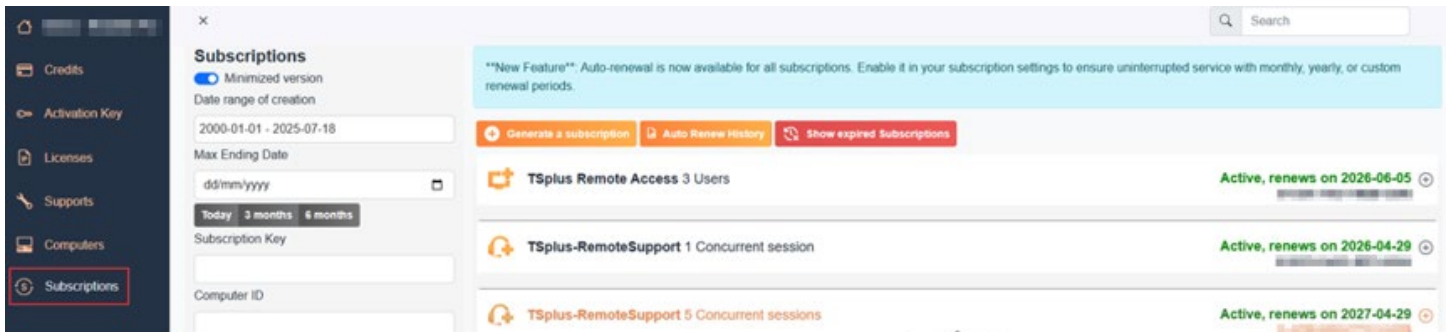 Credits
Activation Key
Licenses
Supports
Computers
Subscriptions
×
Subscriptions
Minimized version
Date range of creation
2000-01-01 - 2025-07-18
Max Ending Date
dd/mm/yyyy
Today 3 months 6 months
Subscription Key
Computer ID
Search
**New Feature**: Auto-renewal is now available for all subscriptions. Enable it in your subscription settings to ensure uninterrupted service with monthly, yearly, or custom
renewal periods.
Generate a subscription Auto Renew History Show expired Subscriptions
TSplus Remote Access 3 Users Active, renews on 2026-06-05
TSplus-RemoteSupport 1 Concurrent session Active, renews on 2026-04-29
TSplus-RemoteSupport 5 Concurrent sessions Active, renews on 2027-04-29